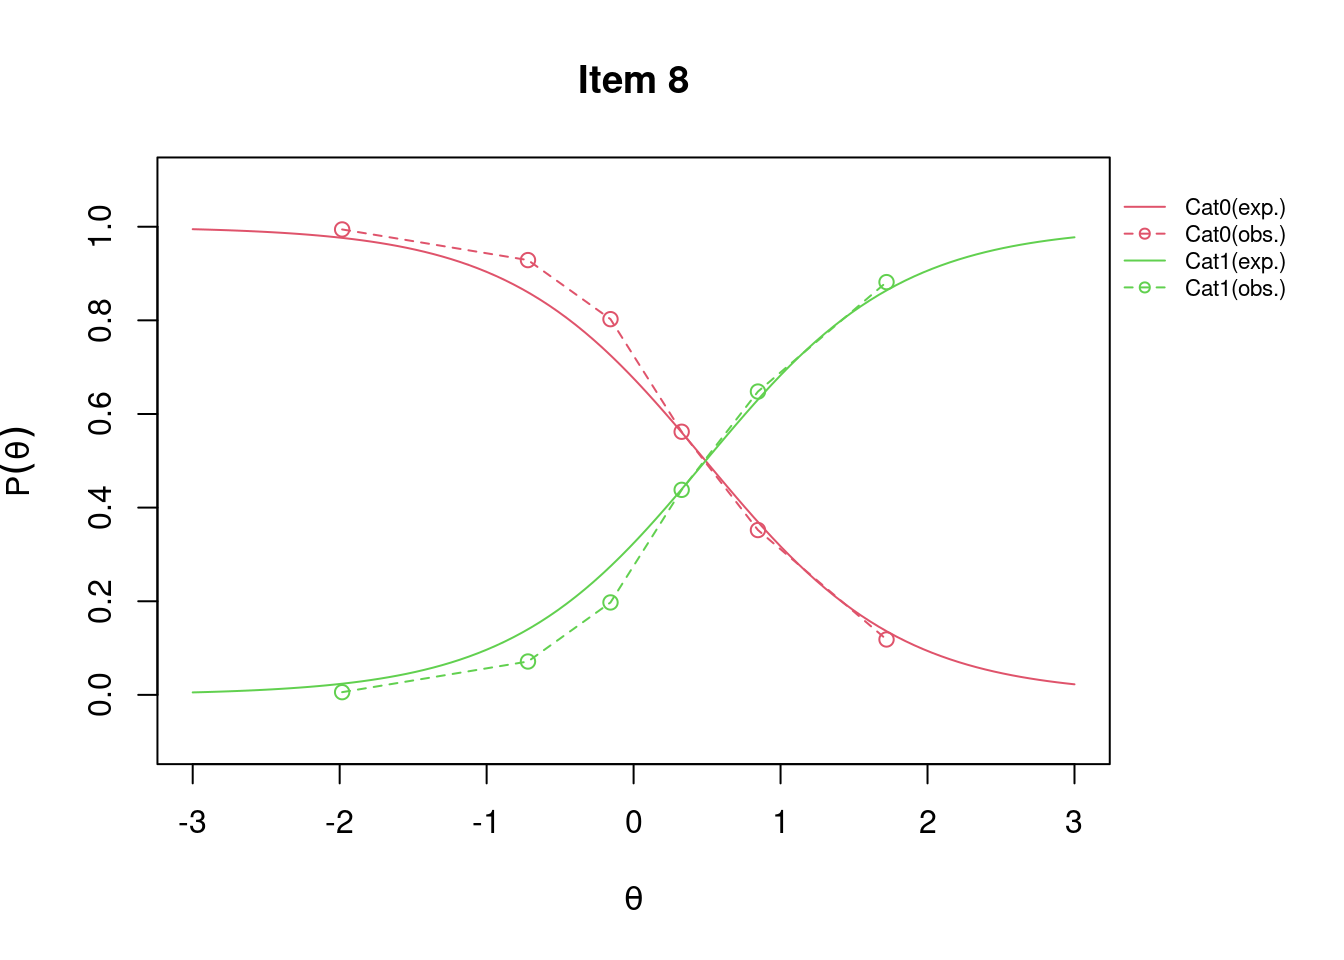 Item 8
P(θ)
1.0
0.8
0.6
0.4
0.2
0.0
-3 -2 -1 0 1 2 3
θ
Cat0(exp.)
Cat0(obs.)
Cat1(exp.)
Cat1(obs.)